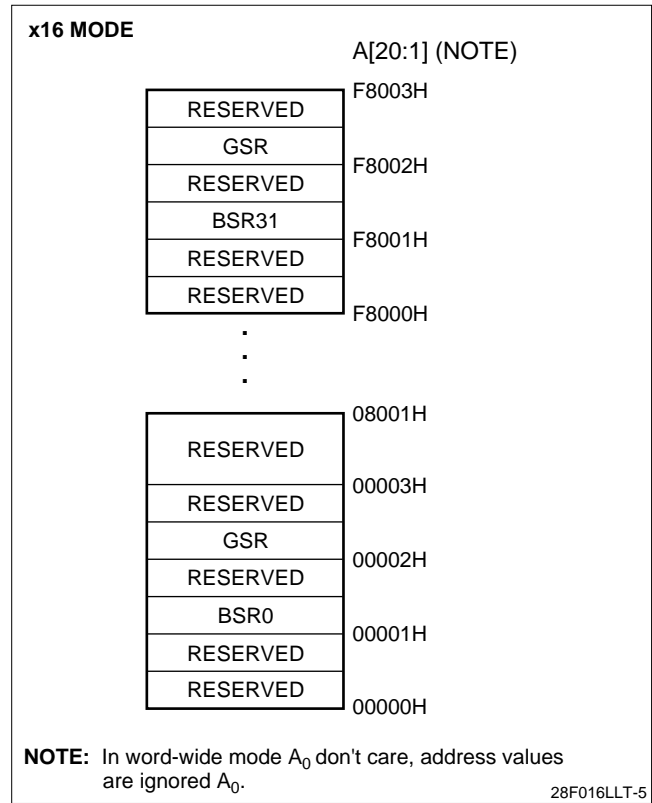 x16 MODE
A[20:1] (NOTE)
F8003H
RESERVED
GSR
F8002H
RESERVED
BSR31
F8001H
RESERVED
RESERVED
F8000H
.
.
.
08001H
RESERVED
00003H
RESERVED
GSR
00002H
RESERVED
BSR0
00001H
RESERVED
RESERVED
00000H
NOTE: In word-wide mode A0 don't care, address values
are ignored A0.
28F016LLT-5